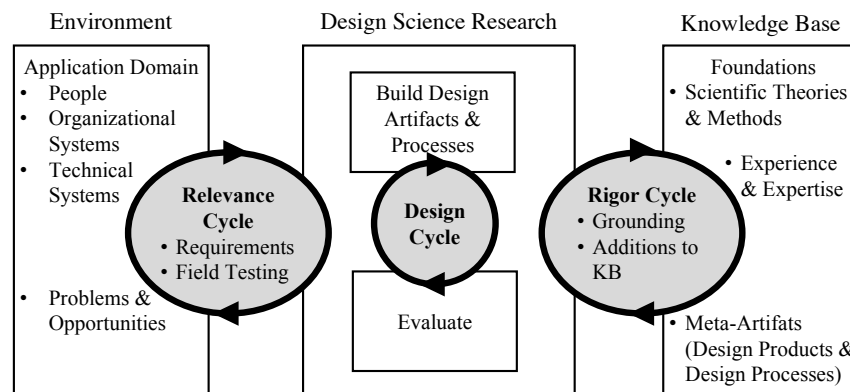 Environment
Design Science Research
Knowledge Base
Application Domain
• People
• Organizational
Systems
• Technical
Systems
• Problems &
Opportunities
Relevance
Cycle
• Requirements
• Field Testing
Build Design
Artifacts &
Processes
Design
Cycle
Evaluate
Rigor Cycle
• Grounding
• Additions to
KB
Foundations
• Scientific Theories
& Methods
• Experience
& Expertise
• Meta-Artifats
(Design Products &
Design Processes)